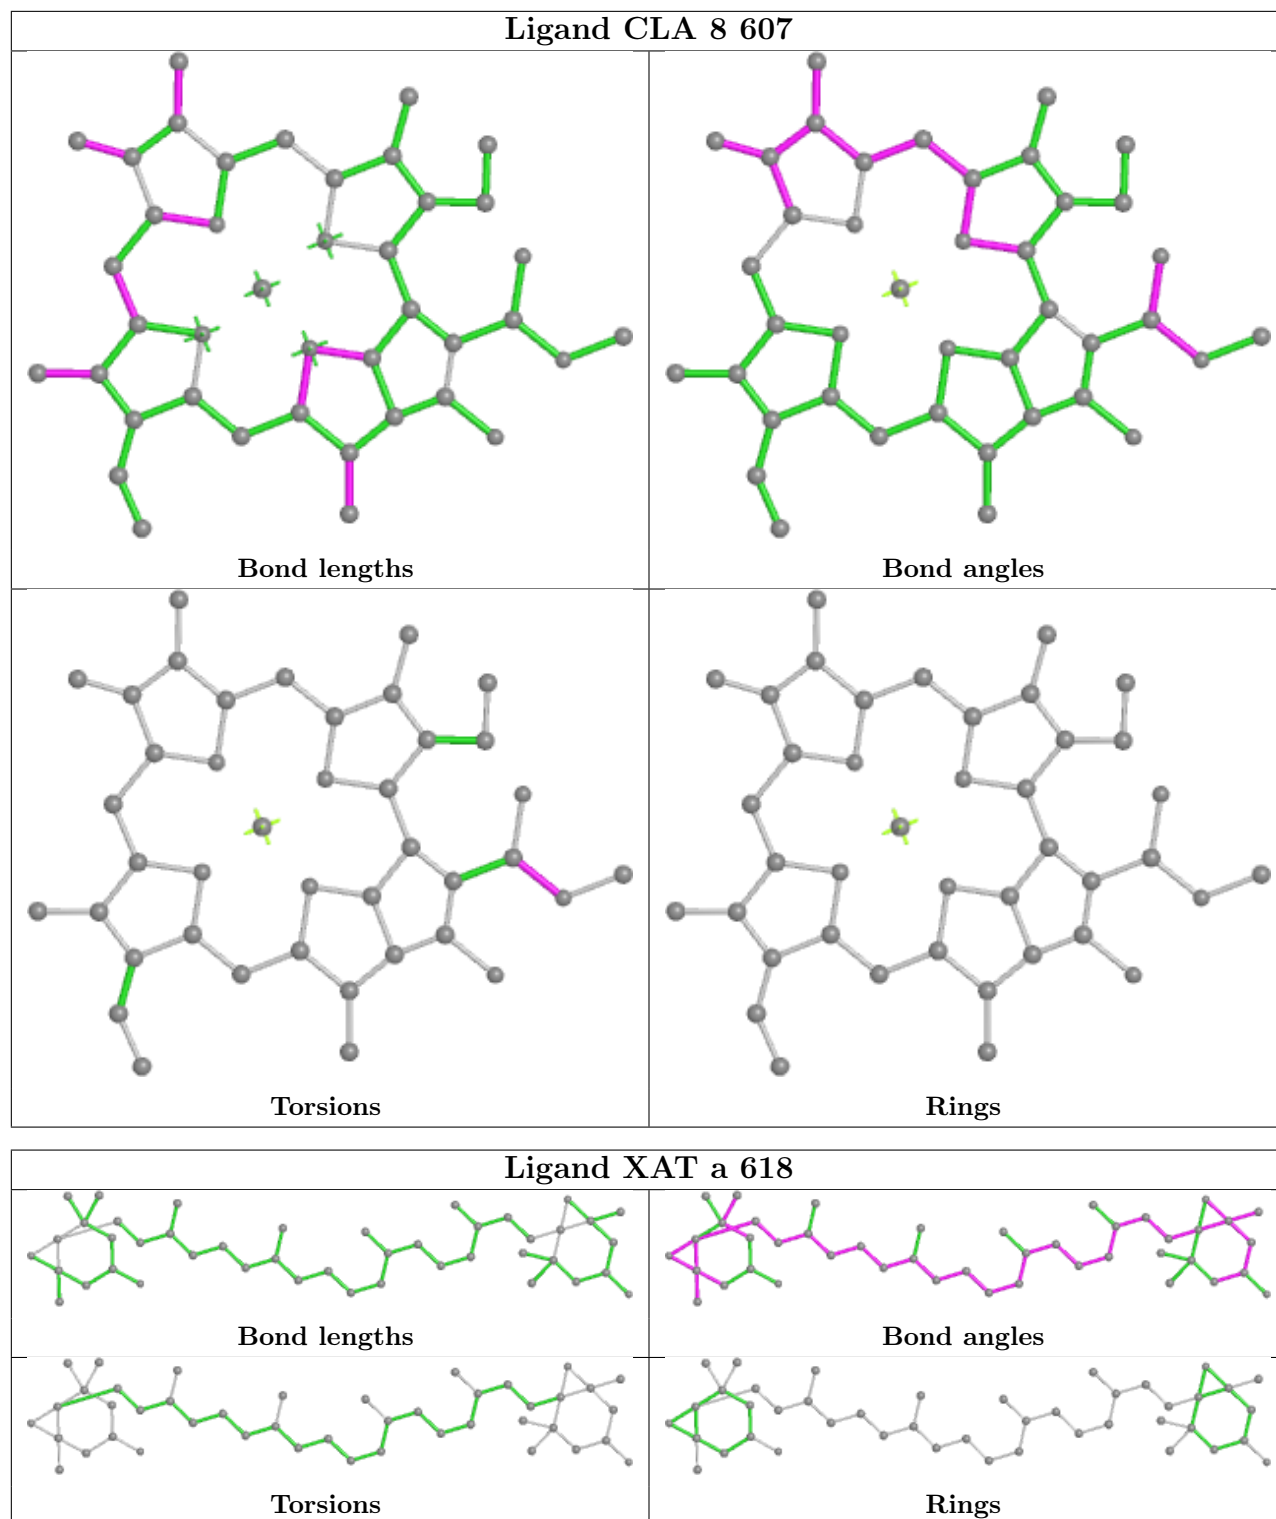 Ligand CLA 8 607
Bond lengths
Bond angles
Torsions
Rings
Ligand XAT a 618
Bond lengths
Bond angles
Torsions
Rings